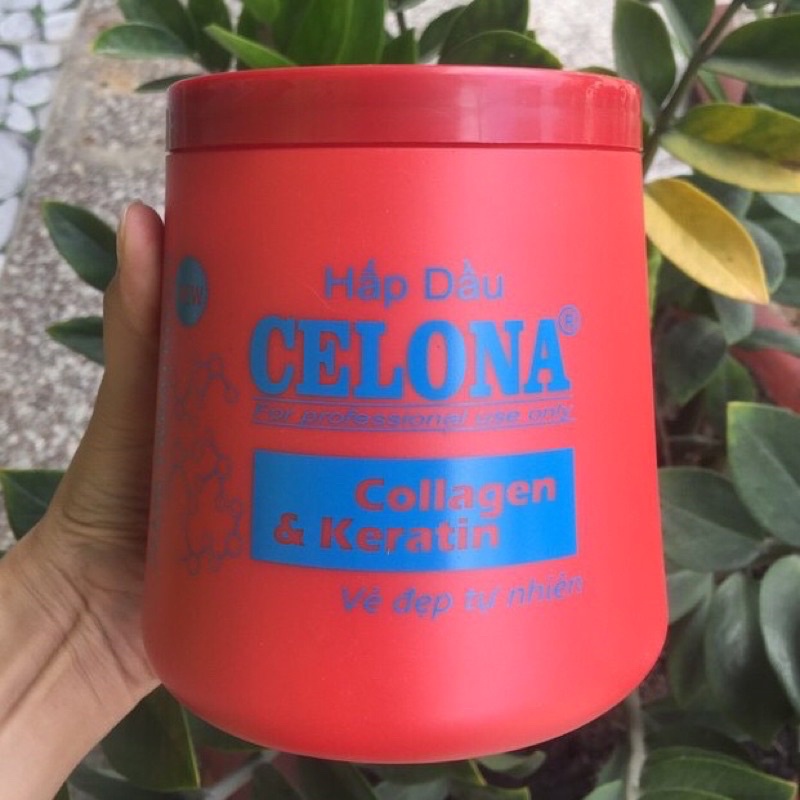 Hấp Dầu
CELONA®
For professional use only
Collagen
& Keratin
Vẻ đẹp tự nhiên